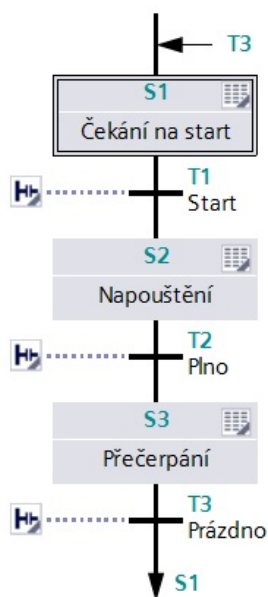 T3
S1
Čekání na start
T1
Start
S2
Napouštění
T2
Plno
S3
Přečerpání
T3
Prázdno
S1